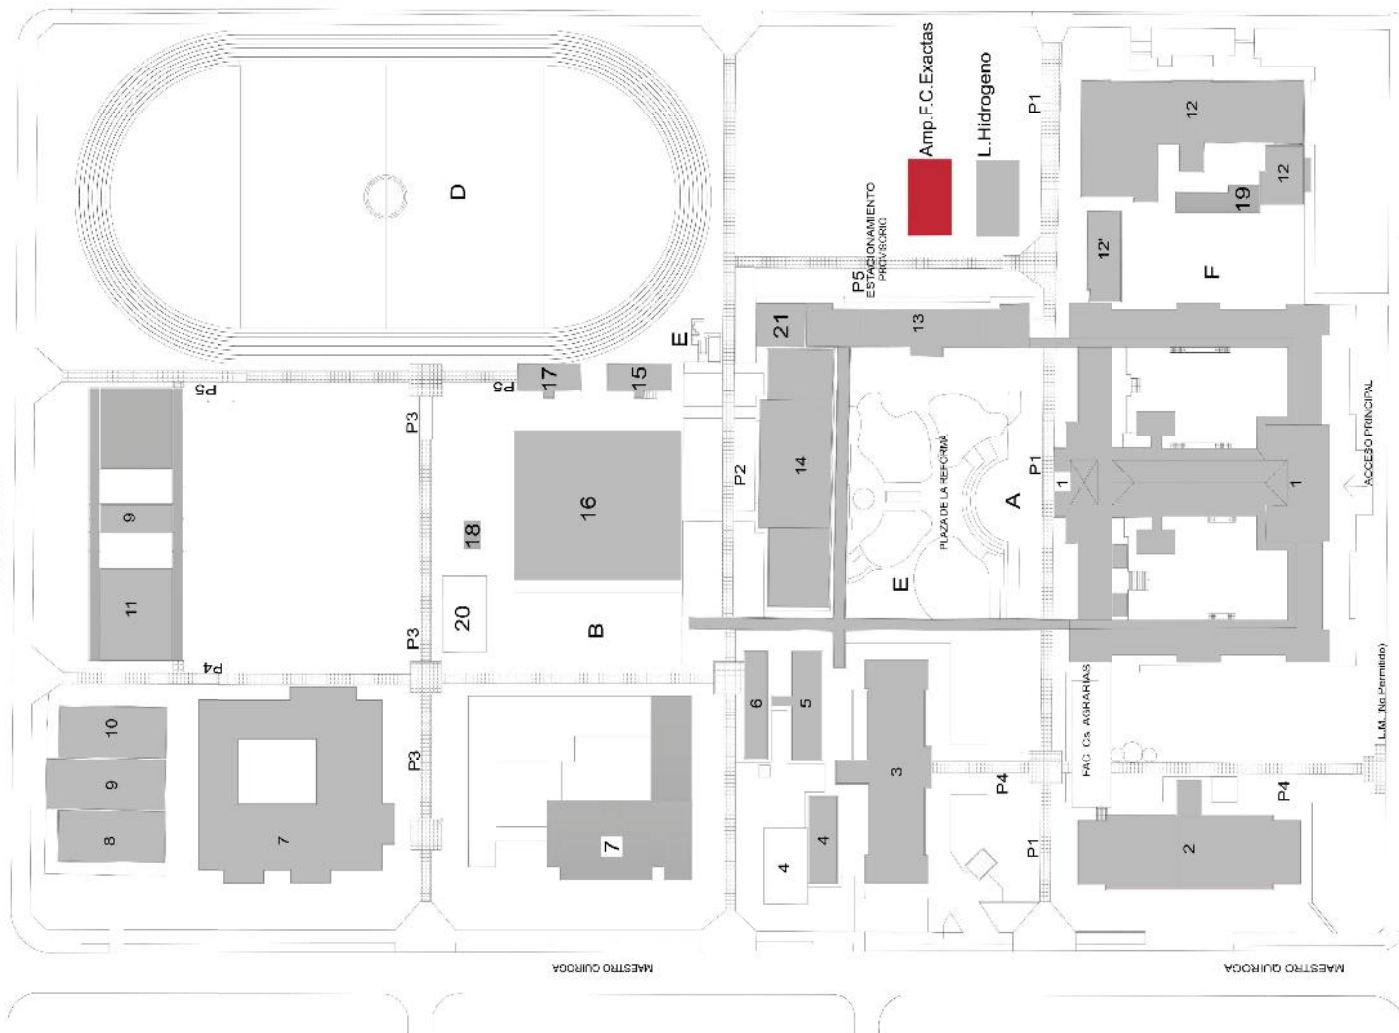 D
Amp.F.C.Exactas
L.Hidrogeno
P1
12
12
19
12'
F
P5
ESTACIONAMIENTO
PROVISORIO
21
13
E
17
15
P5
P5
P3
9
11
18
16
20
B
P3
P4
P2
14
PLAZA DE LA REFORMA
A
E
P1
1
1
ACCESO PRINCIPAL
10
9
8
7
P3
7
6
5
4
4
3
P4
P1
FAC. Cs. AGRARIAS
2
P4
L.M. (No Permitido)
MAESTRO QUIROGA
MAESTRO QUIROGA